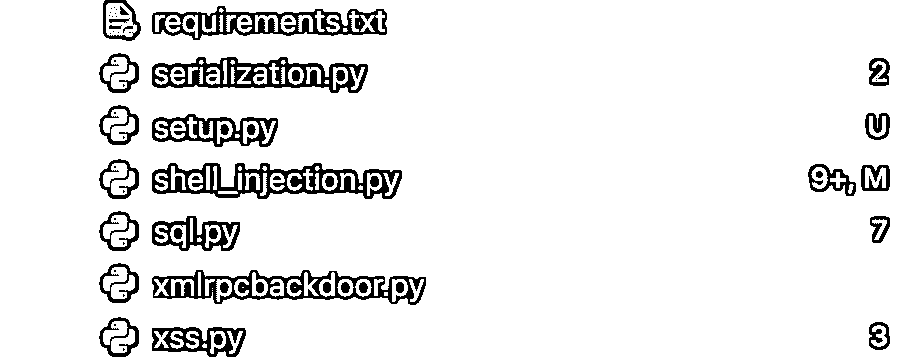 requirements.txt
serialization.py 2
setup.py U
shell_injection.py 9+, M
sql.py 7
xmlrpcbackdoor.py
xss.py 3